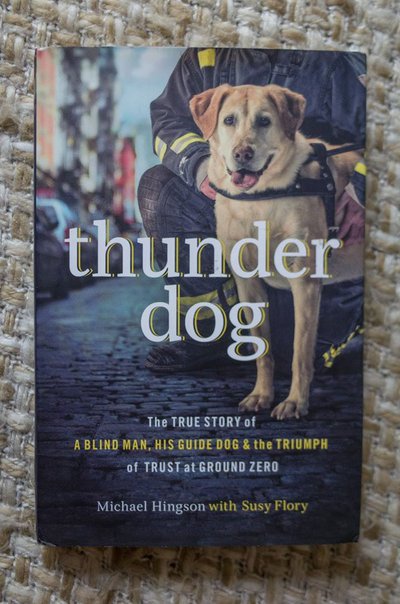 thunder
dog
The TRUE STORY of
A BLIND MAN, HIS GUIDE DOG & the TRIUMPH
of TRUST at GROUND ZERO
Michael Hingson with Susy Flory